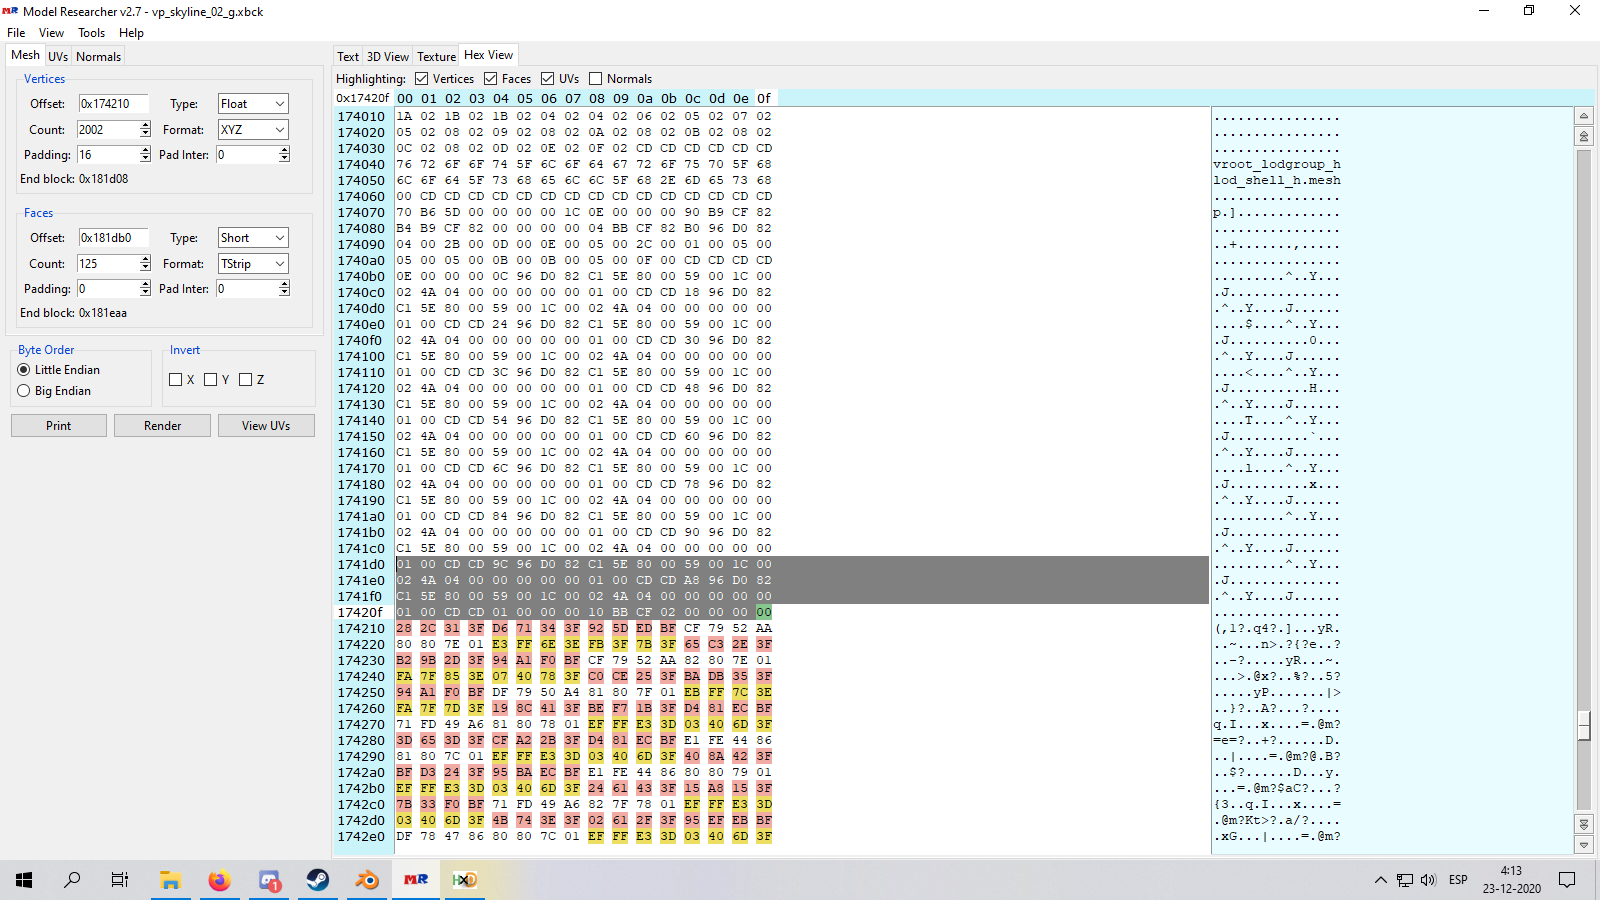 Model Researcher v2.7 - vp_skyline_02_g.xbck
File View Tools Help
Mesh UVs Normals
Vertices
Offset: 0x174210 Type: Float
Count: 2002 Format: XYZ
Padding: 16 Pad Inter: 0
End block: 0x181d08
Faces
Offset: 0x181db0 Type: Short
Count: 125 Format: TStrip
Padding: 0 Pad Inter: 0
End block: 0x181eaa
Byte Order
Little Endian
Big Endian
Invert
X Y Z
Print Render View UVs
Text 3D View Texture Hex View
Highlighting: Vertices Faces UVs Normals
0x17420f 00 01 02 03 04 05 06 07 08 09 0a 0b 0c 0d 0e 0f
174010 1A 02 1B 02 1B 02 04 02 04 02 06 02 05 02 07 02 ................
174020 05 02 08 02 09 02 08 02 0A 02 08 02 0B 02 08 02 ................
174030 0C 02 08 02 0D 02 0E 02 0F 02 CD CD CD CD CD CD ................
174040 76 72 6F 6F 74 5F 6C 6F 64 67 72 6F 75 70 5F 68 vroot_lodgroup_h
174050 6C 6F 64 5F 73 68 65 6C 6C 5F 68 2E 6D 65 73 68 lod_shell_h.mesh
174060 00 CD CD CD CD CD CD CD CD CD CD CD CD CD CD CD ................
174070 70 B6 5D 00 00 00 00 1C 0E 00 00 00 90 B9 CF 82 p.].............
174080 B4 B9 CF 82 00 00 00 00 04 BB CF 82 B0 96 D0 82 ................
174090 04 00 2B 00 0D 00 0E 00 05 00 2C 00 01 00 05 00 ..+.......,.....
1740a0 05 00 05 00 0B 00 0B 00 05 00 0F 00 CD CD CD CD ................
1740b0 0E 00 00 00 0C 96 D0 82 C1 5E 80 00 59 00 1C 00 .........^..Y...
1740c0 02 4A 04 00 00 00 00 00 01 00 CD CD 18 96 D0 82 .J..............
1740d0 C1 5E 80 00 59 00 1C 00 02 4A 04 00 00 00 00 00 .^..Y....J......
1740e0 01 00 CD CD 24 96 D0 82 C1 5E 80 00 59 00 1C 00 ....$....^..Y...
1740f0 02 4A 04 00 00 00 00 00 01 00 CD CD 30 96 D0 82 .J..........0...
174100 C1 5E 80 00 59 00 1C 00 02 4A 04 00 00 00 00 00 .^..Y....J......
174110 01 00 CD CD 3C 96 D0 82 C1 5E 80 00 59 00 1C 00 ....<....^..Y...
174120 02 4A 04 00 00 00 00 00 01 00 CD CD 48 96 D0 82 .J..........H...
174130 C1 5E 80 00 59 00 1C 00 02 4A 04 00 00 00 00 00 .^..Y....J......
174140 01 00 CD CD 54 96 D0 82 C1 5E 80 00 59 00 1C 00 ....T....^..Y...
174150 02 4A 04 00 00 00 00 00 01 00 CD CD 60 96 D0 82 .J..........`...
174160 C1 5E 80 00 59 00 1C 00 02 4A 04 00 00 00 00 00 .^..Y....J......
174170 01 00 CD CD 6C 96 D0 82 C1 5E 80 00 59 00 1C 00 ....l....^..Y...
174180 02 4A 04 00 00 00 00 00 01 00 CD CD 78 96 D0 82 .J..........x...
174190 C1 5E 80 00 59 00 1C 00 02 4A 04 00 00 00 00 00 .^..Y....J......
1741a0 01 00 CD CD 84 96 D0 82 C1 5E 80 00 59 00 1C 00 .........^..Y...
1741b0 02 4A 04 00 00 00 00 00 01 00 CD CD 90 96 D0 82 .J..............
1741c0 C1 5E 80 00 59 00 1C 00 02 4A 04 00 00 00 00 00 .^..Y....J......
1741d0 01 00 CD CD 9C 96 D0 82 C1 5E 80 00 59 00 1C 00 .........^..Y...
1741e0 02 4A 04 00 00 00 00 00 01 00 CD CD A8 96 D0 82 .J..............
1741f0 C1 5E 80 00 59 00 1C 00 02 4A 04 00 00 00 00 00 .^..Y....J......
17420f 01 00 CD CD 01 00 00 00 10 BB CF 02 00 00 00 00 ................
174210 28 2C 31 3F D6 71 34 3F 92 5D ED BF CF 79 52 AA (,1?.q4?.]...yR.
174220 80 80 7E 01 E3 FF 6E 3E FB 3F 7B 3F 65 C3 2E 3F ..~...n>.?{?e..?
174230 B2 9B 2D 3F 94 A1 F0 BF CF 79 52 AA 82 80 7E 01 ..-?.....yR...~.
174240 FA 7F 85 3E 07 40 78 3F C0 CE 25 3F BA DB 35 3F ...>.@x?..%?..5?
174250 94 A1 F0 BF DF 79 50 A4 81 80 7F 01 EB FF 7C 3E .....yP.......|>
174260 FA 7F 7D 3F 19 8C 41 3F BE F7 1B 3F D4 81 EC BF ..}?..A?...?....
174270 71 FD 49 A6 81 80 78 01 EF FF E3 3D 03 40 6D 3F q.I...x....=.@m?
174280 3D 65 3D 3F CF A2 2B 3F D4 81 EC BF E1 FE 44 86 =e=?..+?......D.
174290 81 80 7C 01 EF FF E3 3D 03 40 6D 3F 40 8A 42 3F ..|....=.@m?@.B?
1742a0 BF D3 24 3F 95 BA EC BF E1 FE 44 86 80 80 79 01 ..$?......D...y.
1742b0 EF FF E3 3D 03 40 6D 3F 24 61 43 3F 15 A8 15 3F ...=.@m?$aC?...?
1742c0 7B 33 F0 BF 71 FD 49 A6 82 7F 78 01 EF FF E3 3D {3..q.I...x....=
1742d0 03 40 6D 3F 4B 74 3E 3F 02 61 2F 3F 95 EF EB BF .@m?Kt>?.a/?....
1742e0 DF 78 47 86 80 80 7C 01 EF FF E3 3D 03 40 6D 3F .xG...|....=.@m?
ESP
4:13
23-12-2020